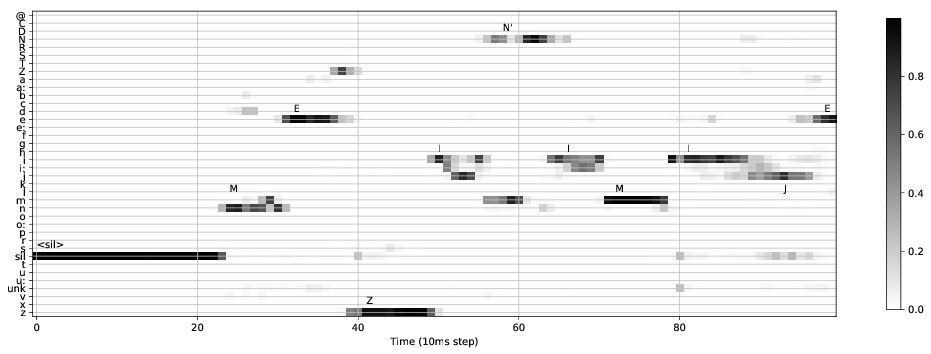 @
C
D
N
R
S
T
Z
a
a:
b
c
d
e
e:
f
g
h
i
i:
j
k
l
m
n
o
o:
p
r
s
sil
t
u
u:
unk
v
x
z
N'
E
E
I
I
I
M
M
J
<sil>
Z
0
20
40
60
80
Time (10ms step)
0.8
0.6
0.4
0.2
0.0